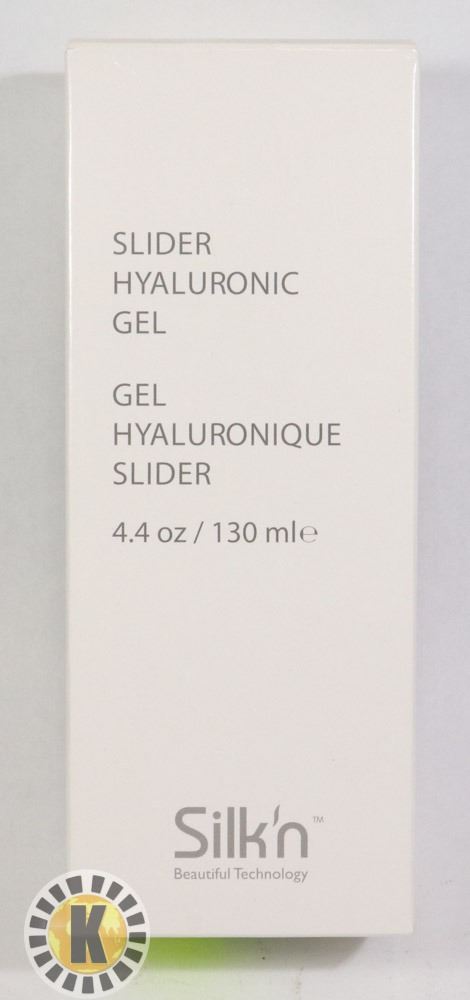 SLIDER
HYALURONIC
GEL
GEL
HYALURONIQUE
SLIDER
4.4 oz / 130 ml℮
Silk'n™
Beautiful Technology
K